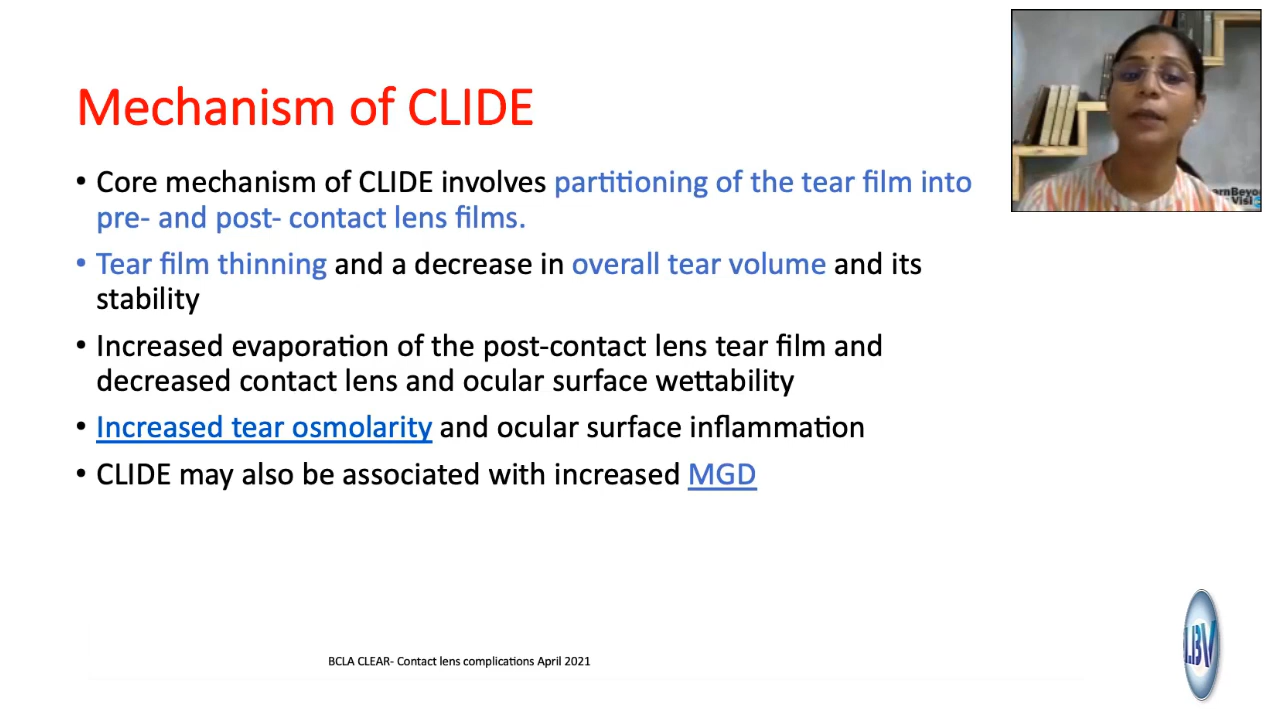 Mechanism of CLIDE
• Core mechanism of CLIDE involves partitioning of the tear film into
pre- and post- contact lens films.
• Tear film thinning and a decrease in overall tear volume and its
stability
• Increased evaporation of the post-contact lens tear film and
decreased contact lens and ocular surface wettability
• Increased tear osmolarity and ocular surface inflammation
• CLIDE may also be associated with increased MGD
BCLA CLEAR- Contact lens complications April 2021
LBV